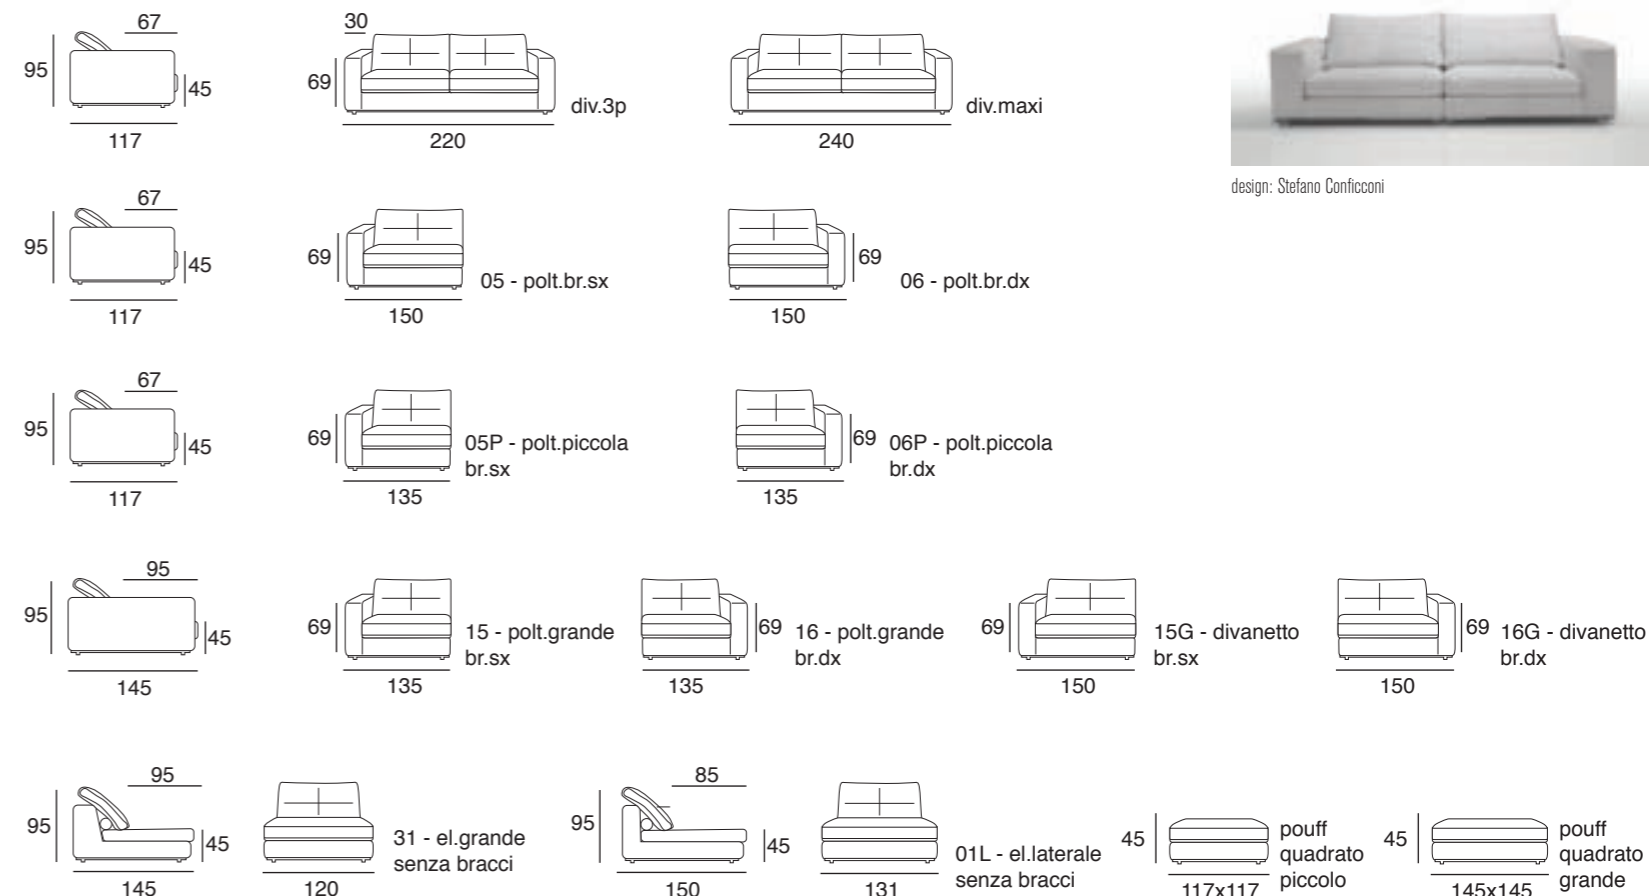 67
30
95
45
69
div.3p
div.maxi
117
220
240
design: Stefano Conficconi
67
95
45
69
05 - polt.br.sx
69
06 - polt.br.dx
117
150
150
67
95
45
69
05P - polt.piccola
br.sx
69
06P - polt.piccola
br.dx
117
135
135
95
95
45
69
15 - polt.grande
br.sx
69
16 - polt.grande
br.dx
69
15G - divanetto
br.sx
69
16G - divanetto
br.dx
145
135
135
150
150
95
95
45
31 - el.grande
senza bracci
145
120
85
95
45
01L - el.laterale
senza bracci
150
131
45
pouff
quadrato
piccolo
117x117
45
pouff
quadrato
grande
145x145